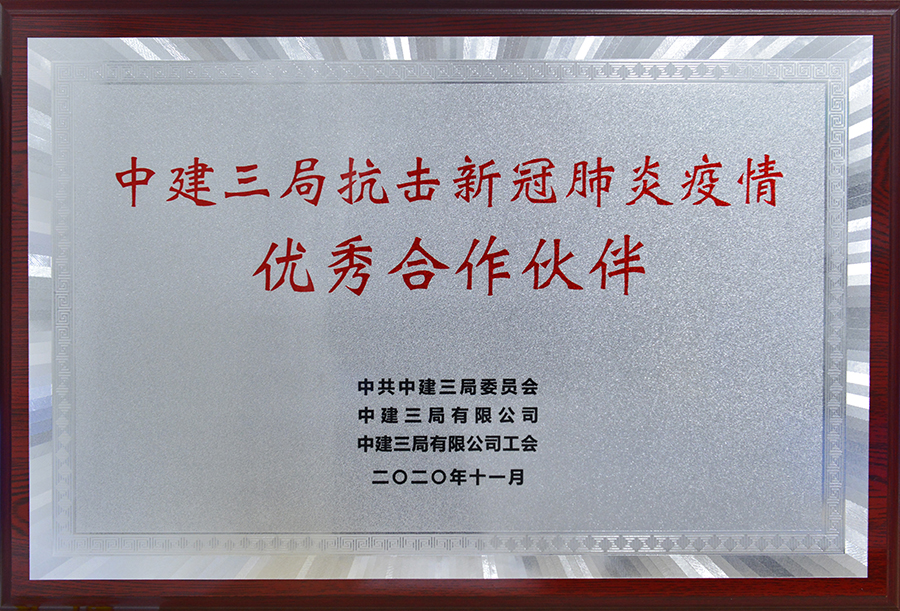 中建三局抗击新冠肺炎疫情
优秀合作伙伴
中共中建三局委员会
中建三局有限公司
中建三局有限公司工会
二〇二〇年十一月